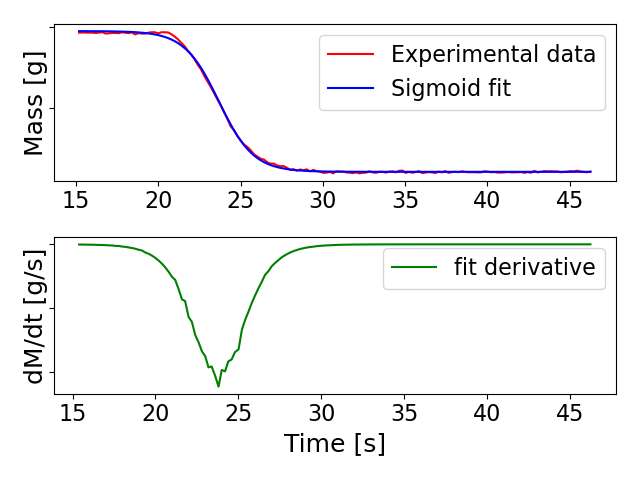 Mass [g]
Experimental data
Sigmoid fit
15 20 25 30 35 40 45
dM/dt [g/s]
fit derivative
15 20 25 30 35 40 45
Time [s]